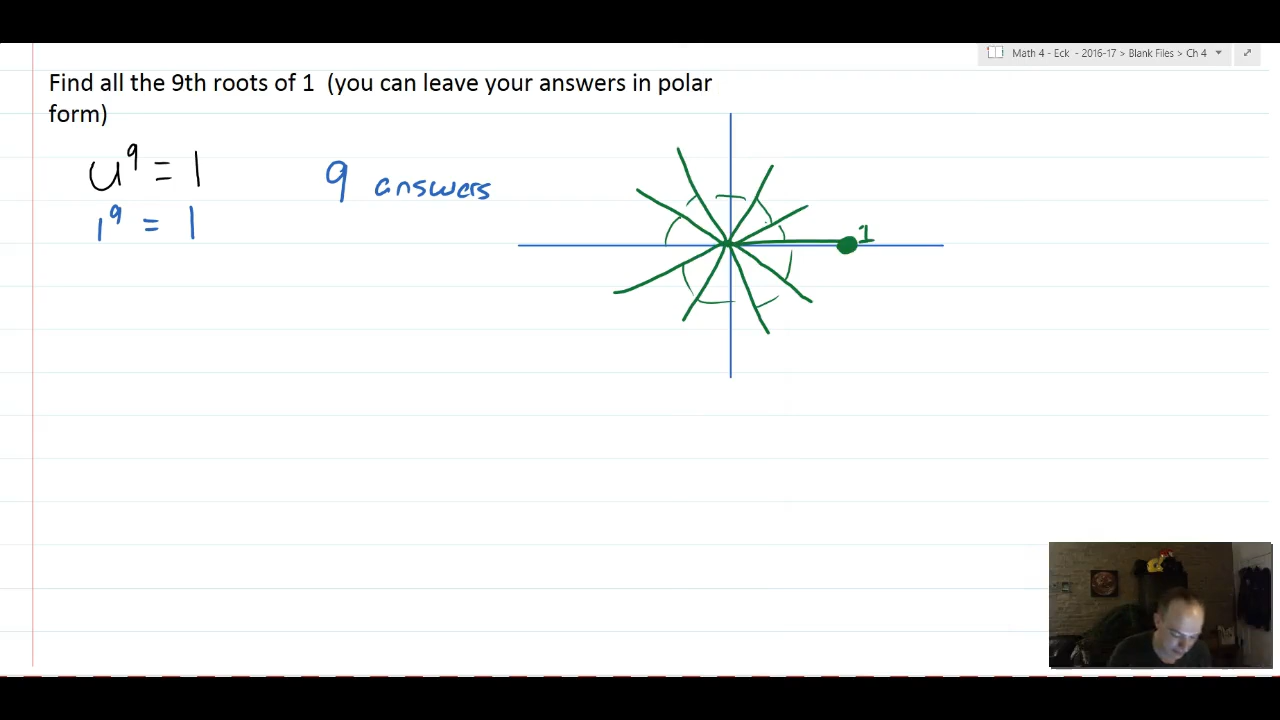 Math 4 - Eck - 2016-17 > Blank Files > Ch 4
Find all the 9th roots of 1 (you can leave your answers in polar
form)
u⁹ = 1
9 answers
1⁹ = 1
1